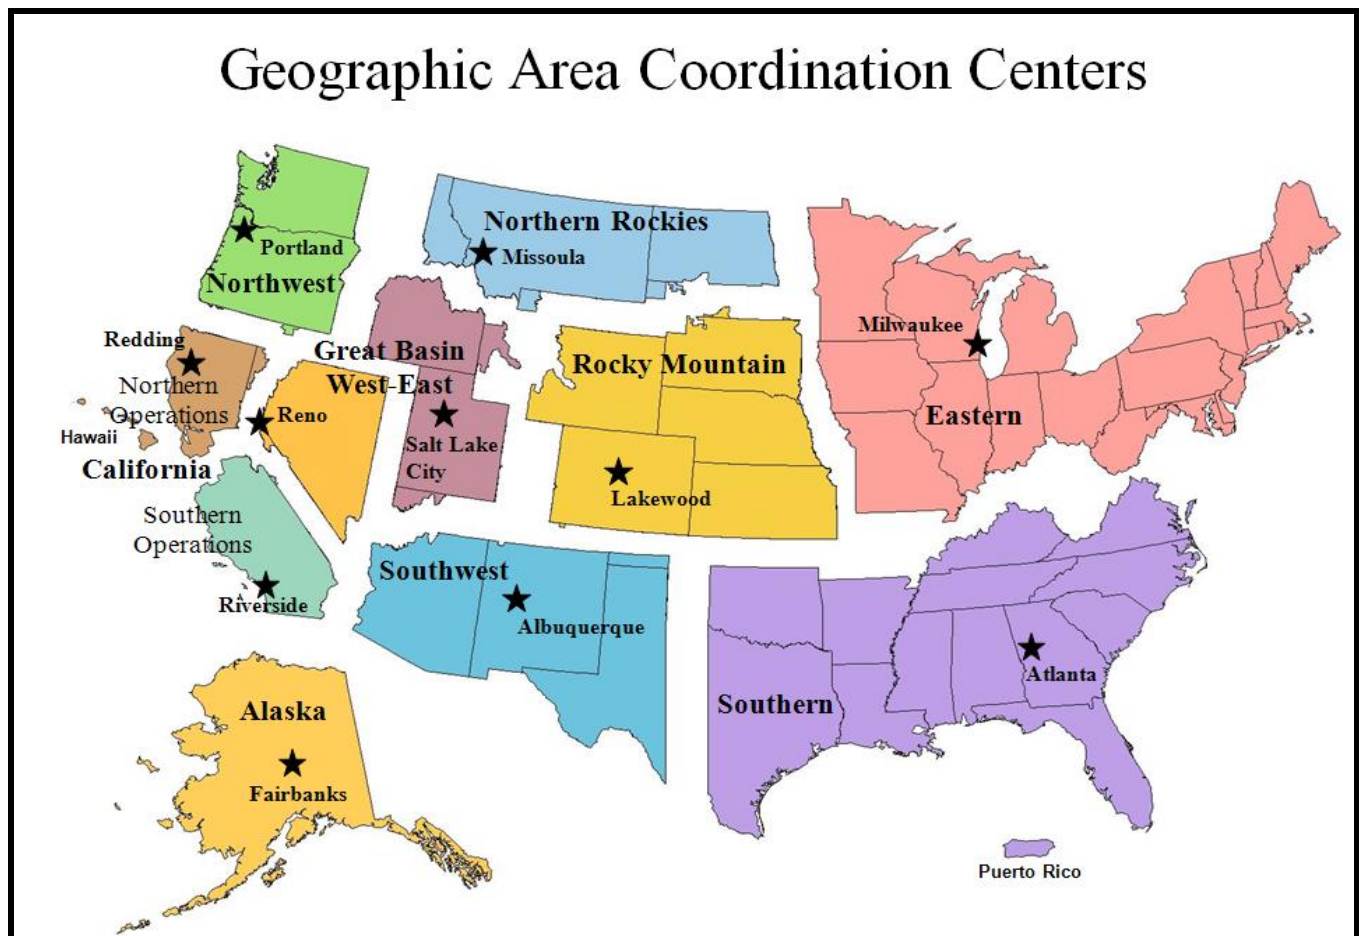 Geographic Area Coordination Centers
Portland
Northwest
Northern Rockies
Missoula
Redding
Northern
Operations
Hawaii
California
Reno
Great Basin
West-East
Salt Lake
City
Rocky Mountain
Lakewood
Milwaukee
Eastern
Southern
Operations
Riverside
Southwest
Albuquerque
Southern
Atlanta
Alaska
Fairbanks
Puerto Rico